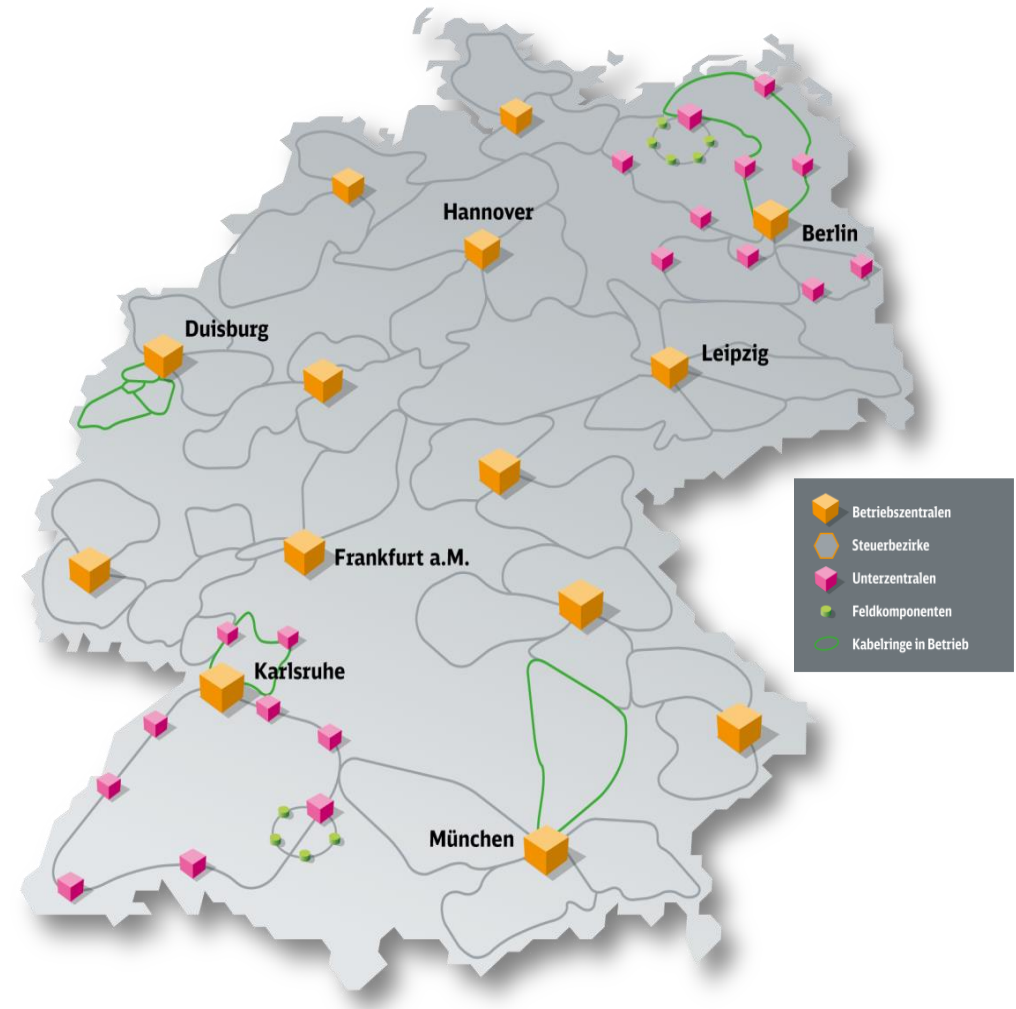 Hannover
Berlin
Duisburg
Leipzig
Frankfurt a.M.
Karlsruhe
München
Betriebszentralen
Steuerbezirke
Unterzentralen
Feldkomponenten
Kabelringe in Betrieb